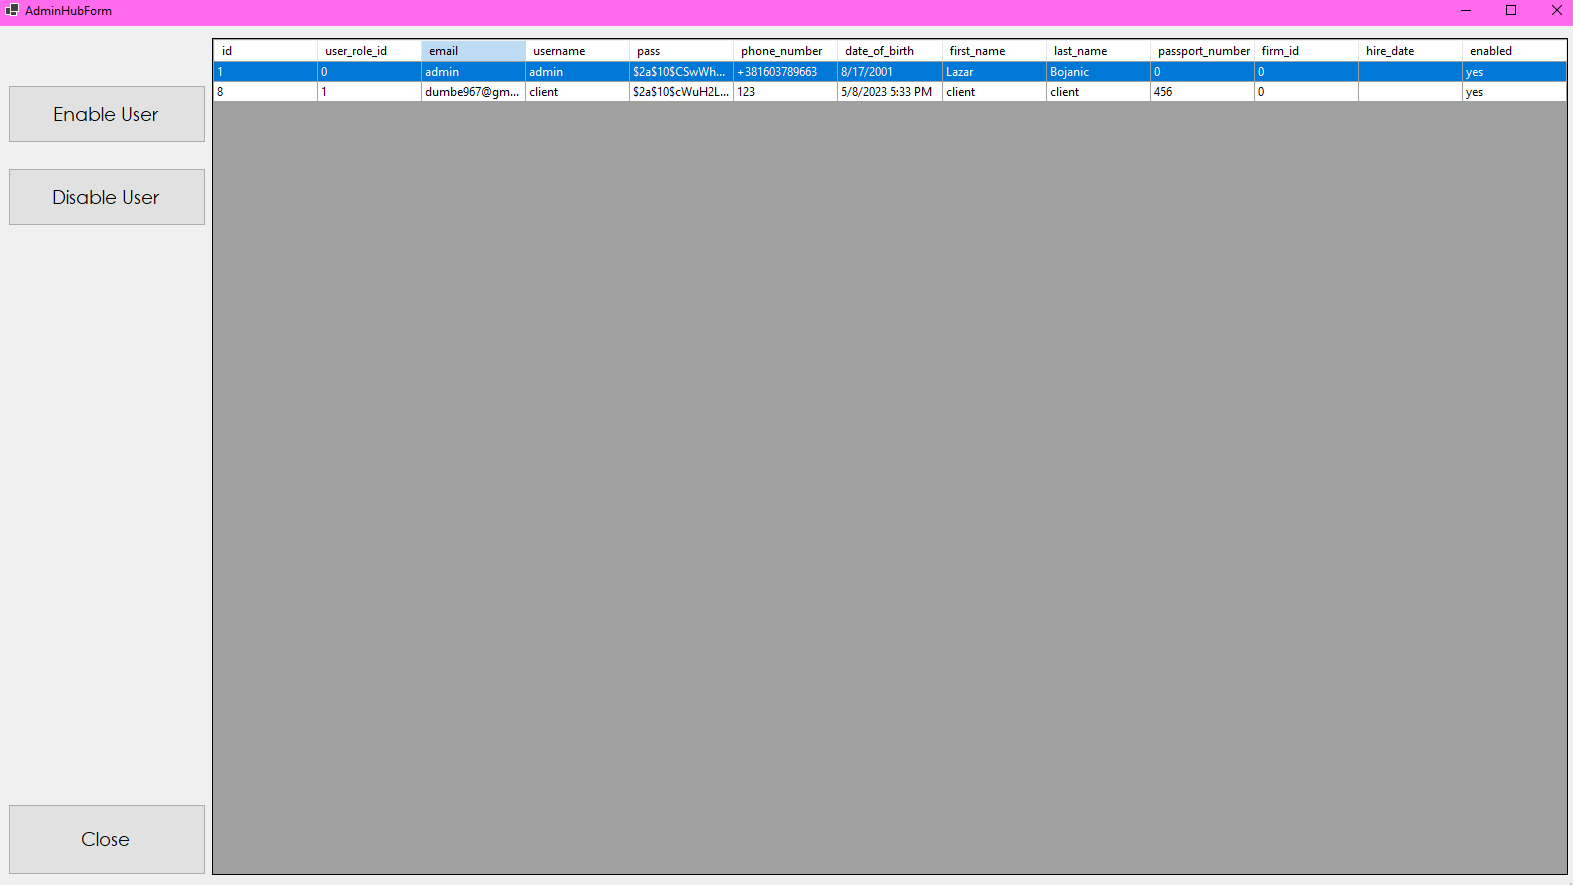 AdminHubForm
id user_role_id email username pass phone_number date_of_birth first_name last_name passport_number firm_id hire_date enabled
1 0 admin admin $2a$10$CSwWh... +381603789663 8/17/2001 Lazar Bojanic 0 0 yes
8 1 dumbe967@gm... client $2a$10$cWuH2L... 123 5/8/2023 5:33 PM client client 456 0 yes
Enable User
Disable User
Close